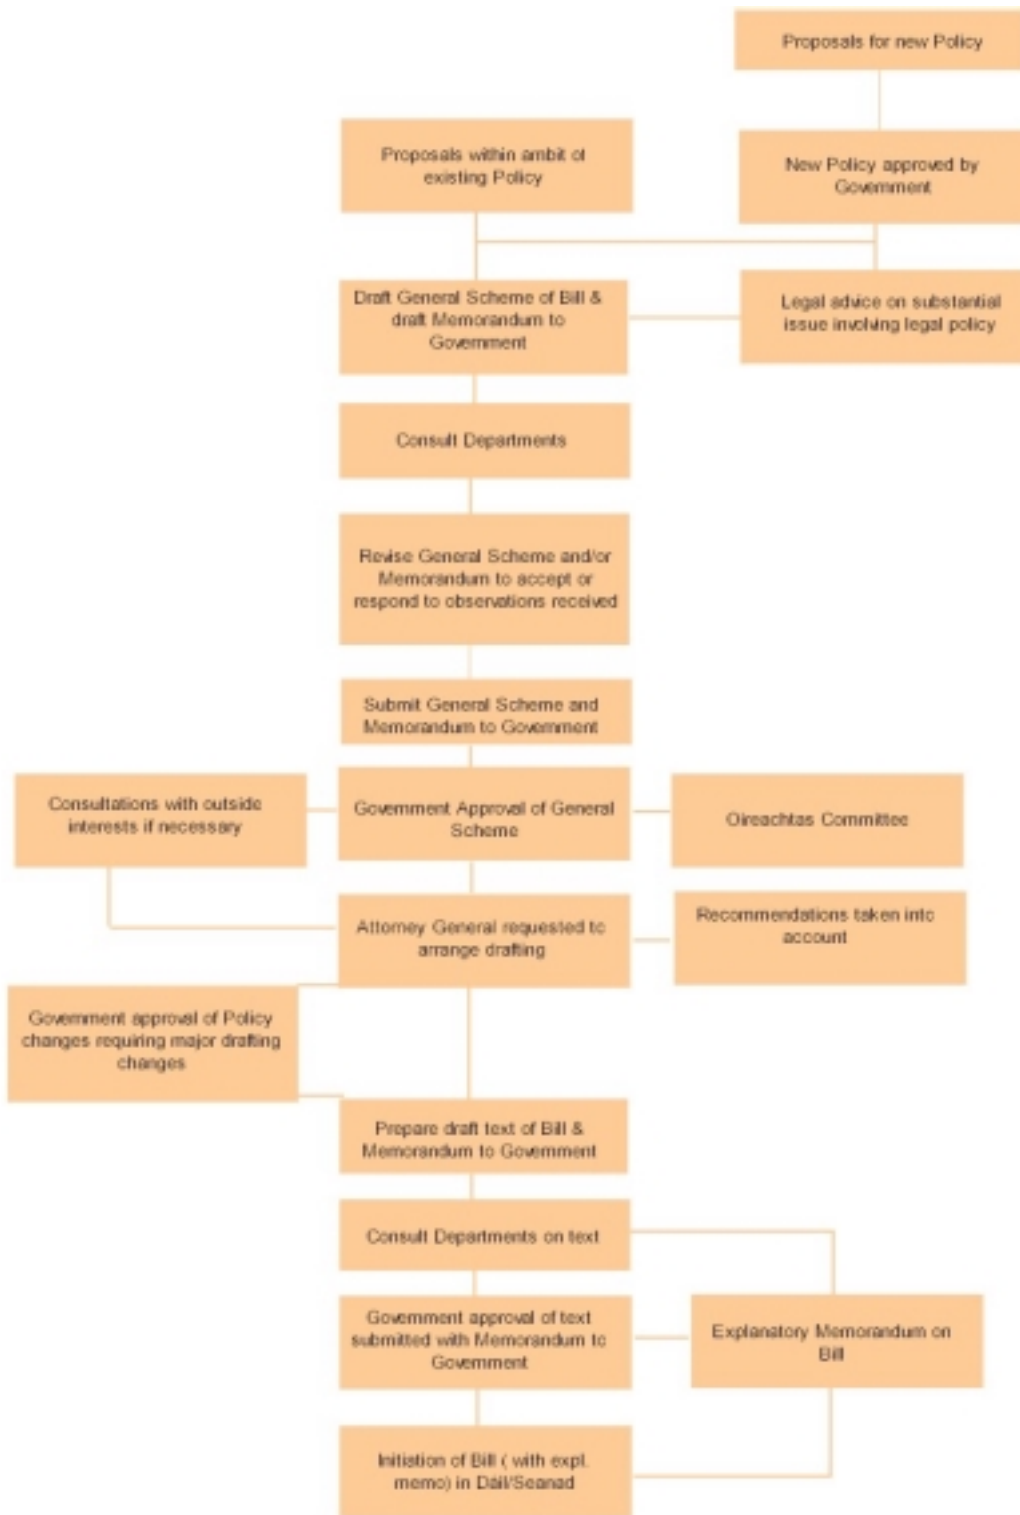 Proposals for new Policy
Proposals within ambit of
existing Policy
New Policy approved by
Government
Draft General Scheme of Bill &
draft Memorandum to
Government
Legal advice on substantial
issue involving legal policy
Consult Departments
Revise General Scheme and/or
Memorandum to accept or
respond to observations received
Submit General Scheme and
Memorandum to Government
Consultations with outside
interests if necessary
Government Approval of General
Scheme
Oireachtas Committee
Attorney General requested to
arrange drafting
Recommendations taken into
account
Government approval of Policy
changes requiring major drafting
changes
Prepare draft text of Bill &
Memorandum to Government
Consult Departments on text
Government approval of text
submitted with Memorandum to
Government
Explanatory Memorandum on
Bill
Initiation of Bill ( with expl.
memo) in Dáil/Seanad